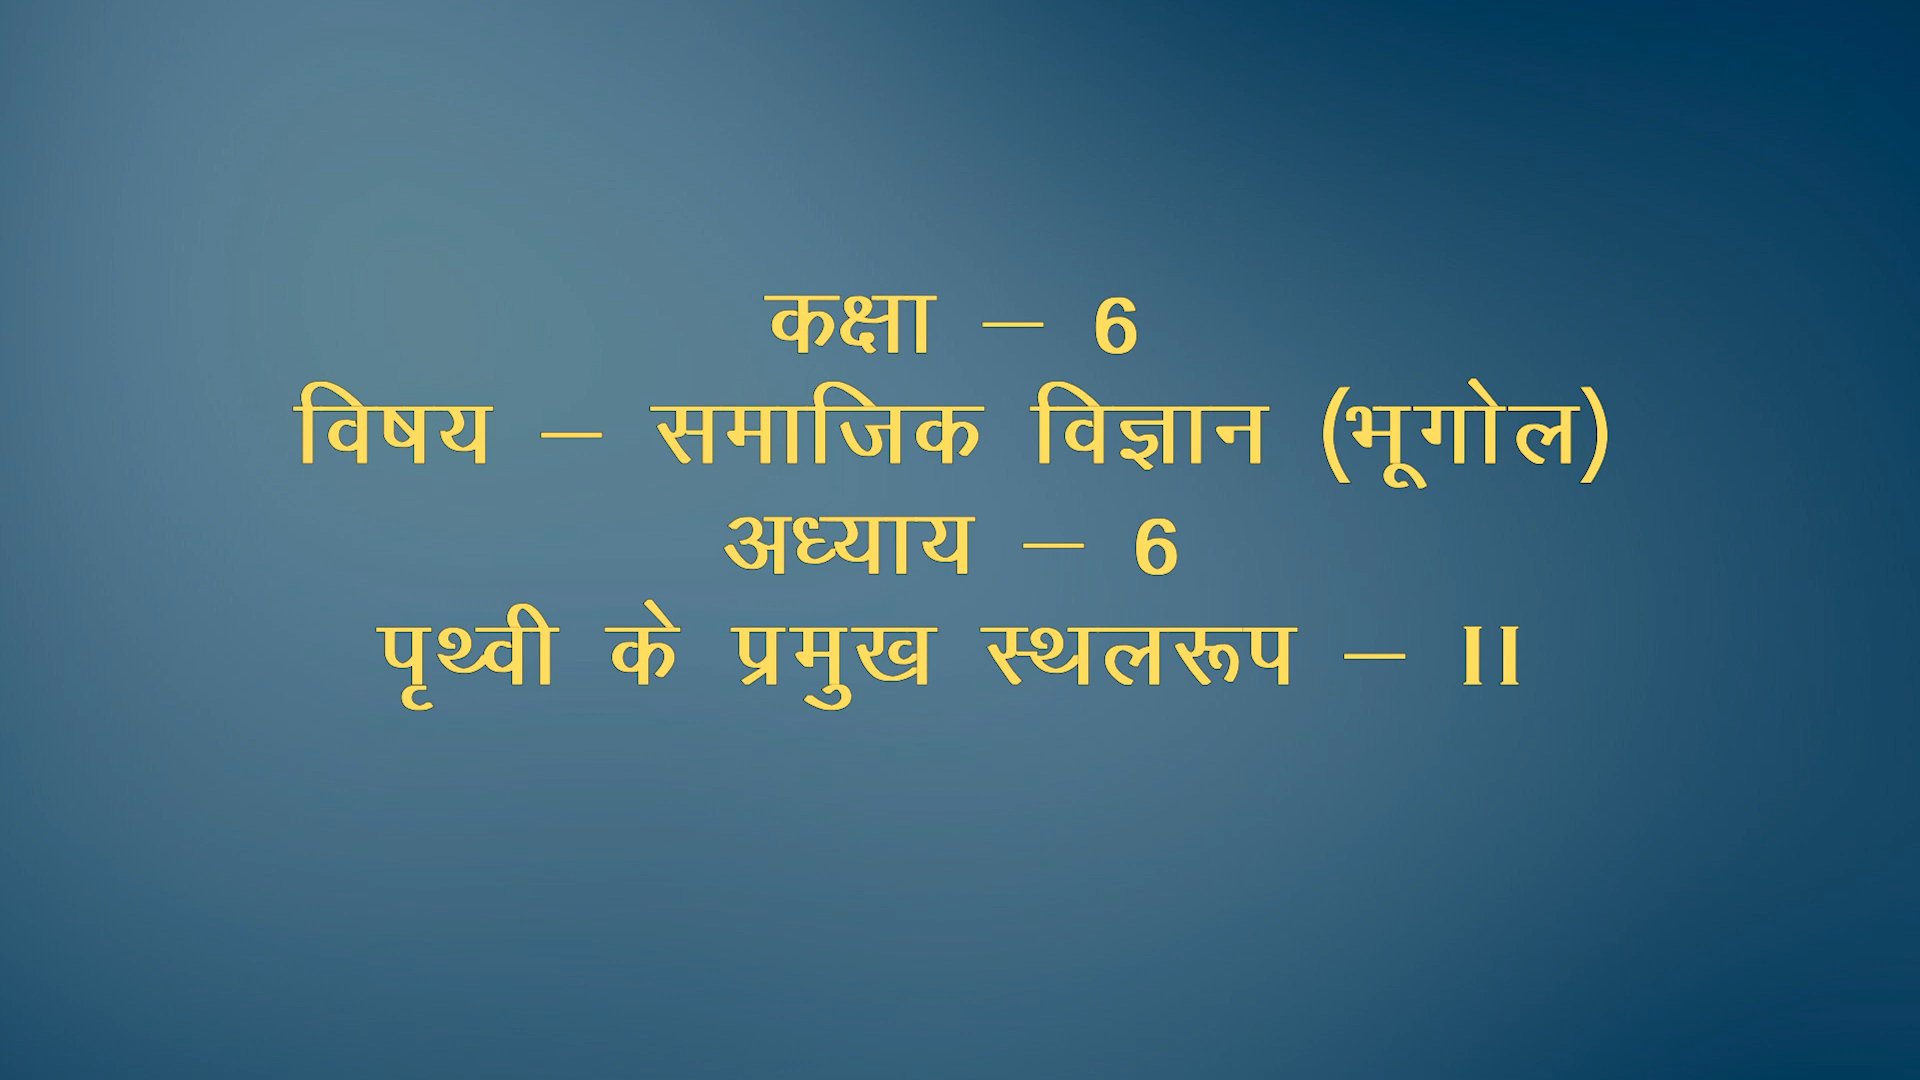 कक्षा – 6
विषय – समाजिक विज्ञान (भूगोल)
अध्याय – 6
पृथ्वी के प्रमुख स्थलरूप – II